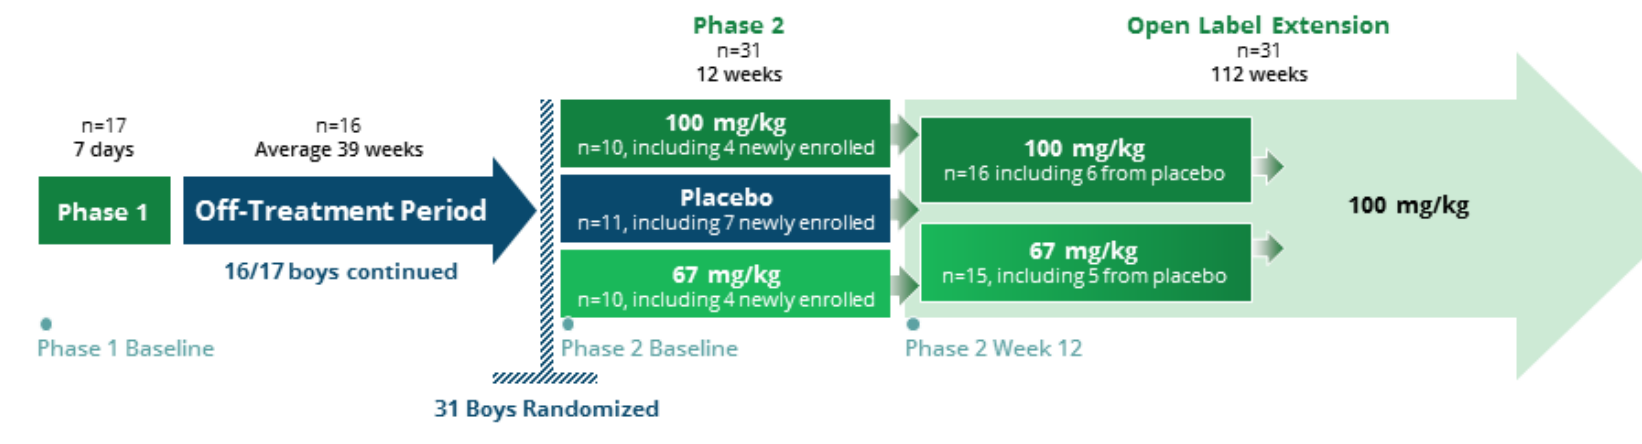 n=17
7 days
Phase 1
Phase 1 Baseline
n=16
Average 39 weeks
Off-Treatment Period
16/17 boys continued
31 Boys Randomized
Phase 2
n=31
12 weeks
100 mg/kg
n=10, including 4 newly enrolled
Placebo
n=11, including 7 newly enrolled
67 mg/kg
n=10, including 4 newly enrolled
Phase 2 Baseline
Open Label Extension
n=31
112 weeks
100 mg/kg
n=16 including 6 from placebo
67 mg/kg
n=15, including 5 from placebo
100 mg/kg
Phase 2 Week 12